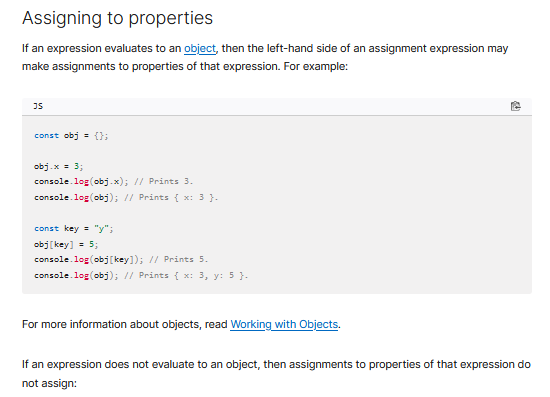 Assigning to properties
If an expression evaluates to an object, then the left-hand side of an assignment expression may
make assignments to properties of that expression. For example:
JS
const obj = {};
obj.x = 3;
console.log(obj.x); // Prints 3.
console.log(obj); // Prints { x: 3 }.
const key = "y";
obj[key] = 5;
console.log(obj[key]); // Prints 5.
console.log(obj); // Prints { x: 3, y: 5 }.
For more information about objects, read Working with Objects.
If an expression does not evaluate to an object, then assignments to properties of that expression do
not assign: